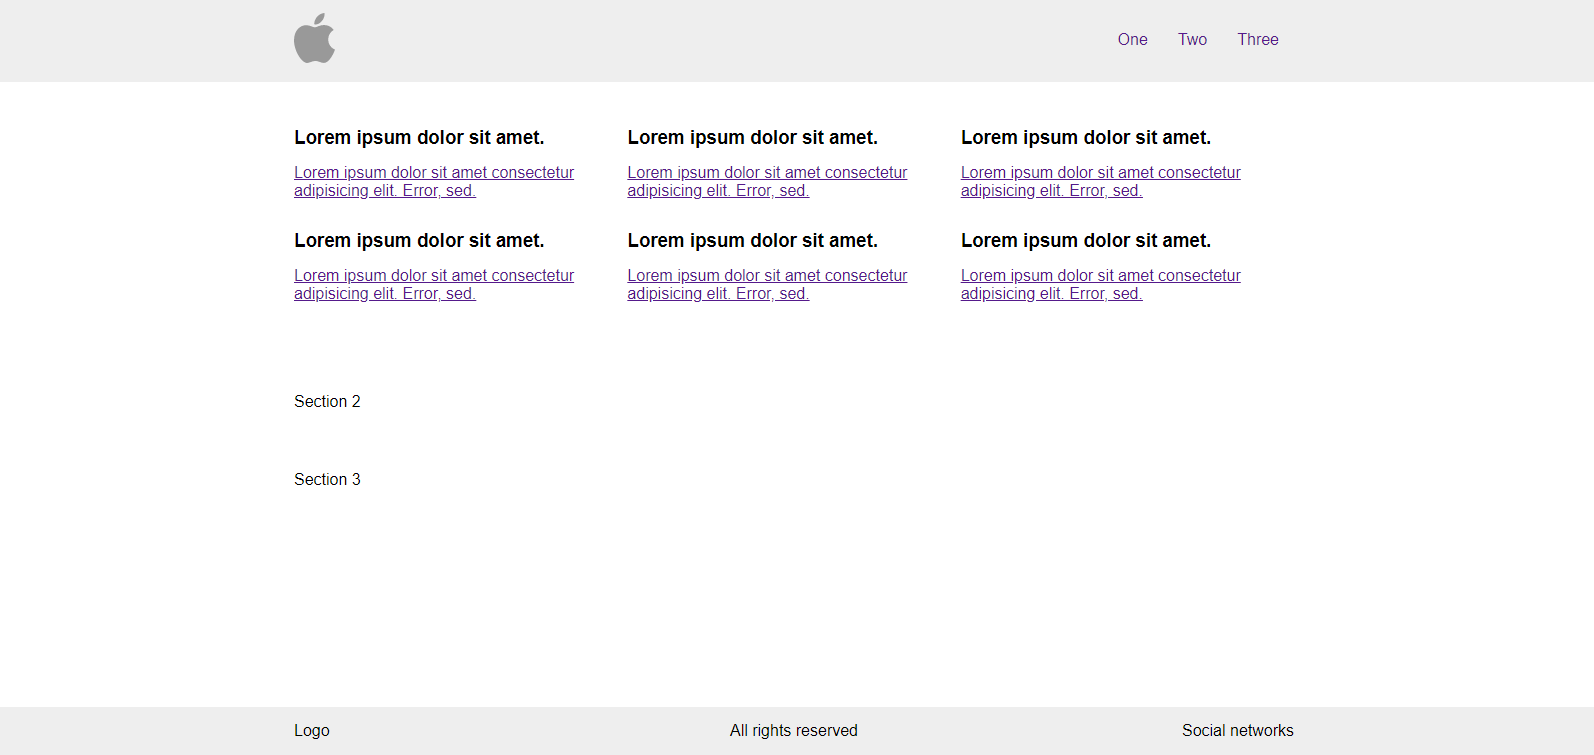 One Two Three
Lorem ipsum dolor sit amet.
Lorem ipsum dolor sit amet consectetur
adipisicing elit. Error, sed.
Lorem ipsum dolor sit amet.
Lorem ipsum dolor sit amet consectetur
adipisicing elit. Error, sed.
Lorem ipsum dolor sit amet.
Lorem ipsum dolor sit amet consectetur
adipisicing elit. Error, sed.
Lorem ipsum dolor sit amet.
Lorem ipsum dolor sit amet consectetur
adipisicing elit. Error, sed.
Lorem ipsum dolor sit amet.
Lorem ipsum dolor sit amet consectetur
adipisicing elit. Error, sed.
Lorem ipsum dolor sit amet.
Lorem ipsum dolor sit amet consectetur
adipisicing elit. Error, sed.
Section 2
Section 3
Logo
All rights reserved
Social networks